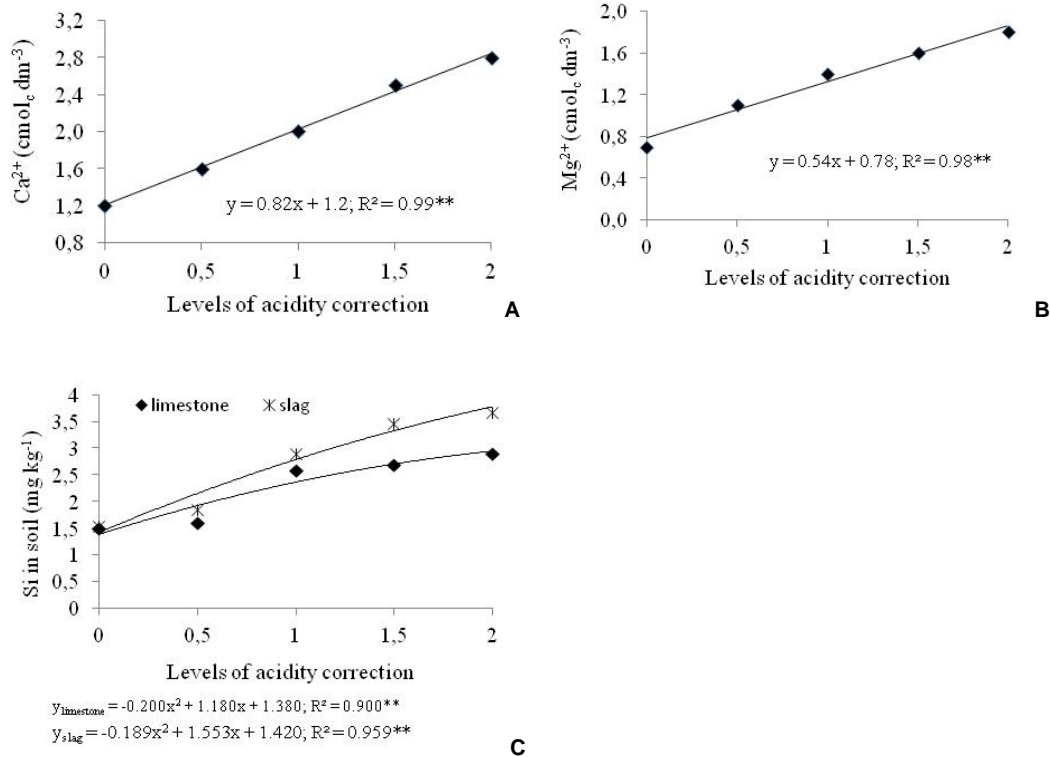 3,2
2,8
2,4
2,0
1,6
1,2
0,8
Ca²⁺ (cmol_c dm⁻³)
y = 0.82x + 1.2; R² = 0.99**
0 0,5 1 1,5 2
Levels of acidity correction
A
2,0
1,6
1,2
0,8
0,4
0,0
Mg²⁺ (cmol_c dm⁻³)
y = 0.54x + 0.78; R² = 0.98**
0 0,5 1 1,5 2
Levels of acidity correction
B
4
3,5
3
2,5
2
1,5
1
0,5
0
Si in soil (mg kg⁻¹)
limestone slag
0 0,5 1 1,5 2
Levels of acidity correction
y_limestone = -0.200x² + 1.180x + 1.380; R² = 0.900**
y_slag = -0.189x² + 1.553x + 1.420; R² = 0.959**
C